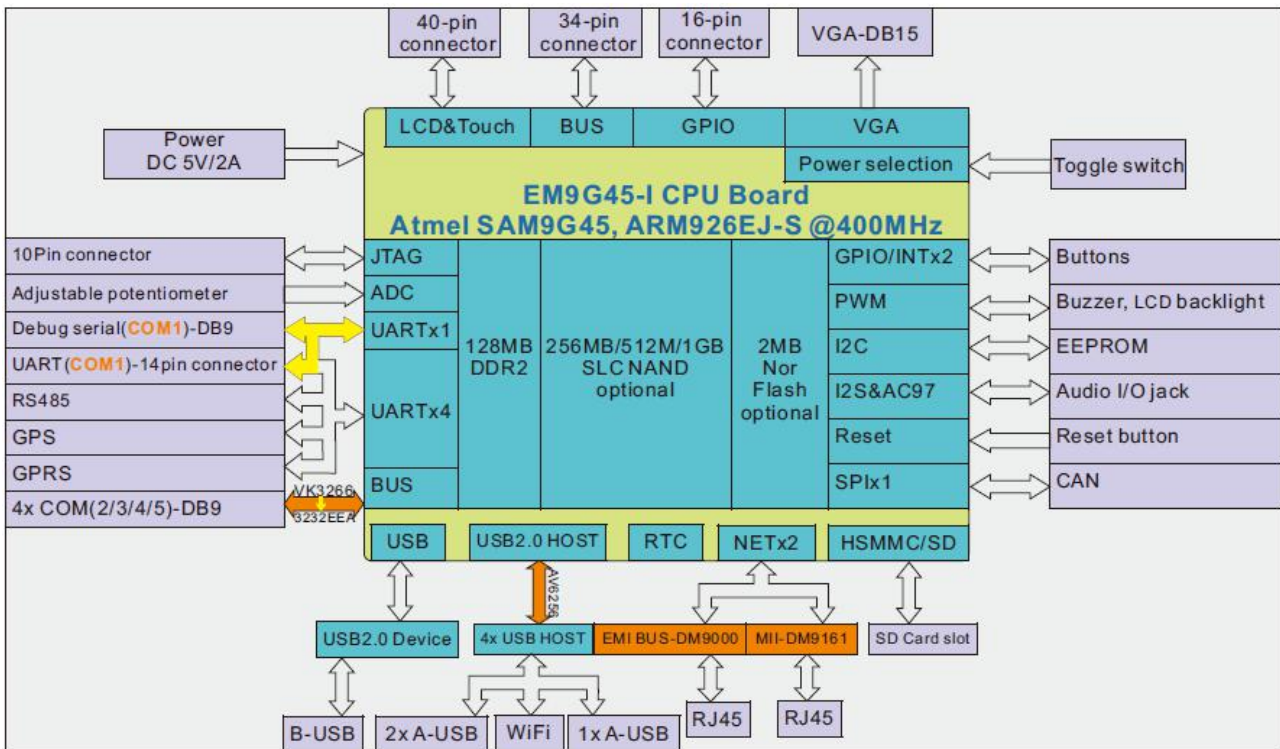 40-pin
connector
34-pin
connector
16-pin
connector
VGA-DB15
LCD&Touch
BUS
GPIO
VGA
Power
DC 5V/2A
Power selection
Toggle switch
EM9G45-I CPU Board
Atmel SAM9G45, ARM926EJ-S @400MHz
10Pin connector
Adjustable potentiometer
Debug serial(COM1)-DB9
UART(COM1)-14pin connector
RS485
GPS
GPRS
4x COM(2/3/4/5)-DB9
VK3266
3232EEA
JTAG
ADC
UARTx1
UARTx4
BUS
128MB
DDR2
256MB/512M/1GB
SLC NAND
optional
2MB
Nor
Flash
optional
GPIO/INTx2
PWM
I2C
I2S&AC97
Reset
SPIx1
Buttons
Buzzer, LCD backlight
EEPROM
Audio I/O jack
Reset button
CAN
USB
USB2.0 HOST
RTC
NETx2
HSMMC/SD
AV6256
USB2.0 Device
4x USB HOST
EMI BUS-DM9000
MII-DM9161
SD Card slot
B-USB
2x A-USB
WiFi
1x A-USB
RJ45
RJ45